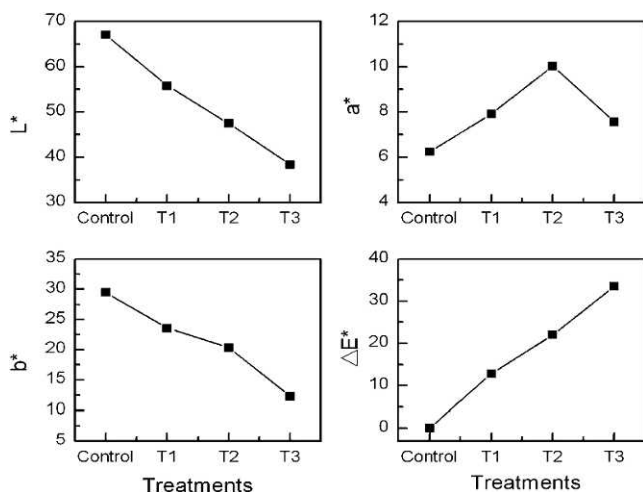 70
60
50
40
30
L*
Control T1 T2 T3
12
10
8
6
4
a*
Control T1 T2 T3
35
30
25
20
15
10
5
b*
Control T1 T2 T3
Treatments
40
30
20
10
0
△E*
Control T1 T2 T3
Treatments